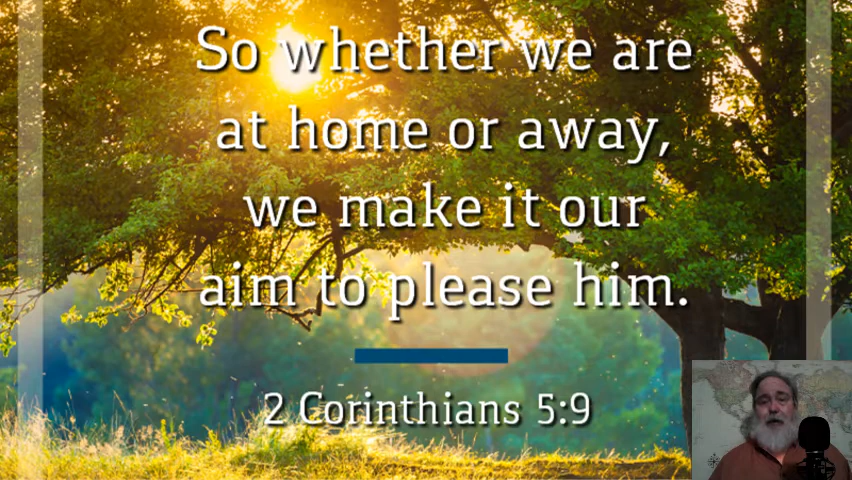 So whether we are
at home or away,
we make it our
aim to please him.
2 Corinthians 5:9